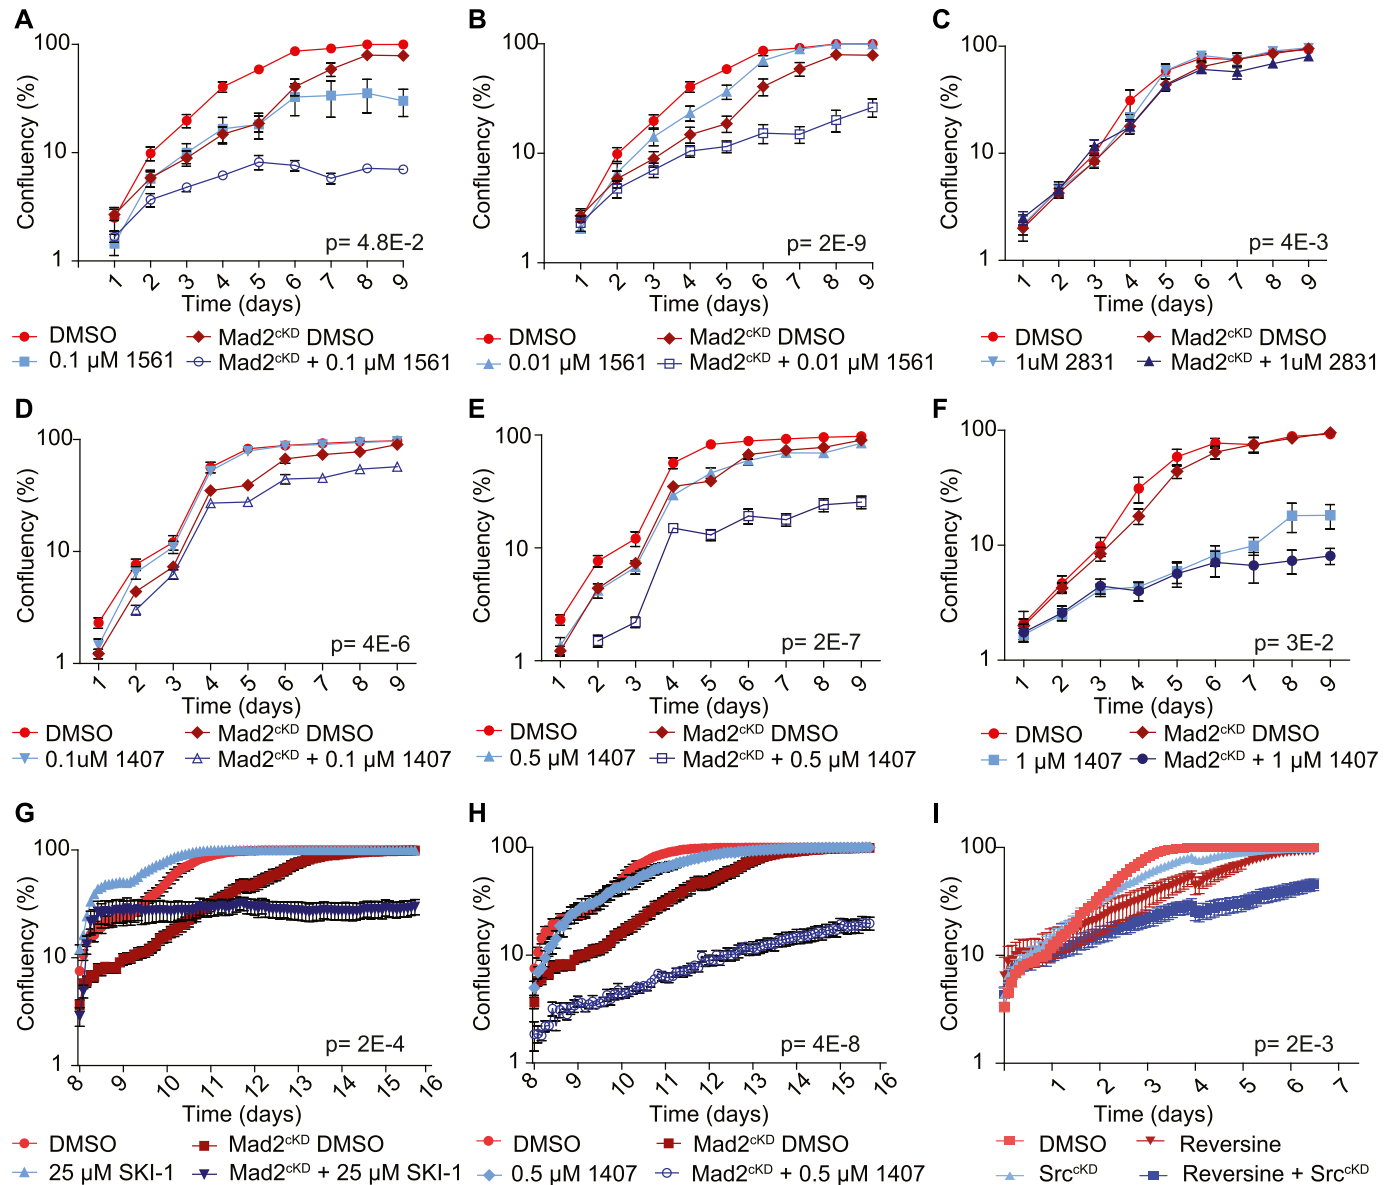 A
Confluency (%)
100
10
1
p= 4.8E-2
1 2 3 4 5 6 7 8 9
Time (days)
DMSO
Mad2cKD DMSO
0.1 µM 1561
Mad2cKD + 0.1 µM 1561
B
Confluency (%)
100
10
1
p= 2E-9
1 2 3 4 5 6 7 8 9
Time (days)
DMSO
Mad2cKD DMSO
0.01 µM 1561
Mad2cKD + 0.01 µM 1561
C
Confluency (%)
100
10
1
p= 4E-3
1 2 3 4 5 6 7 8 9
Time (days)
DMSO
Mad2cKD DMSO
1uM 2831
Mad2cKD + 1uM 2831
D
Confluency (%)
100
10
1
p= 4E-6
1 2 3 4 5 6 7 8 9
Time (days)
DMSO
Mad2cKD DMSO
0.1uM 1407
Mad2cKD + 0.1 µM 1407
E
Confluency (%)
100
10
1
p= 2E-7
1 2 3 4 5 6 7 8 9
Time (days)
DMSO
Mad2cKD DMSO
0.5 µM 1407
Mad2cKD + 0.5 µM 1407
F
Confluency (%)
100
10
1
p= 3E-2
1 2 3 4 5 6 7 8 9
Time (days)
DMSO
Mad2cKD DMSO
1 µM 1407
Mad2cKD + 1 µM 1407
G
Confluency (%)
100
10
1
p= 2E-4
8 9 10 11 12 13 14 15 16
Time (days)
DMSO
Mad2cKD DMSO
25 µM SKI-1
Mad2cKD + 25 µM SKI-1
H
Confluency (%)
100
10
1
p= 4E-8
8 9 10 11 12 13 14 15 16
Time (days)
DMSO
Mad2cKD DMSO
0.5 µM 1407
Mad2cKD + 0.5 µM 1407
I
Confluency (%)
100
10
1
p= 2E-3
1 2 3 4 5 6 7
Time (days)
DMSO
Reversine
SrccKD
Reversine + SrccKD